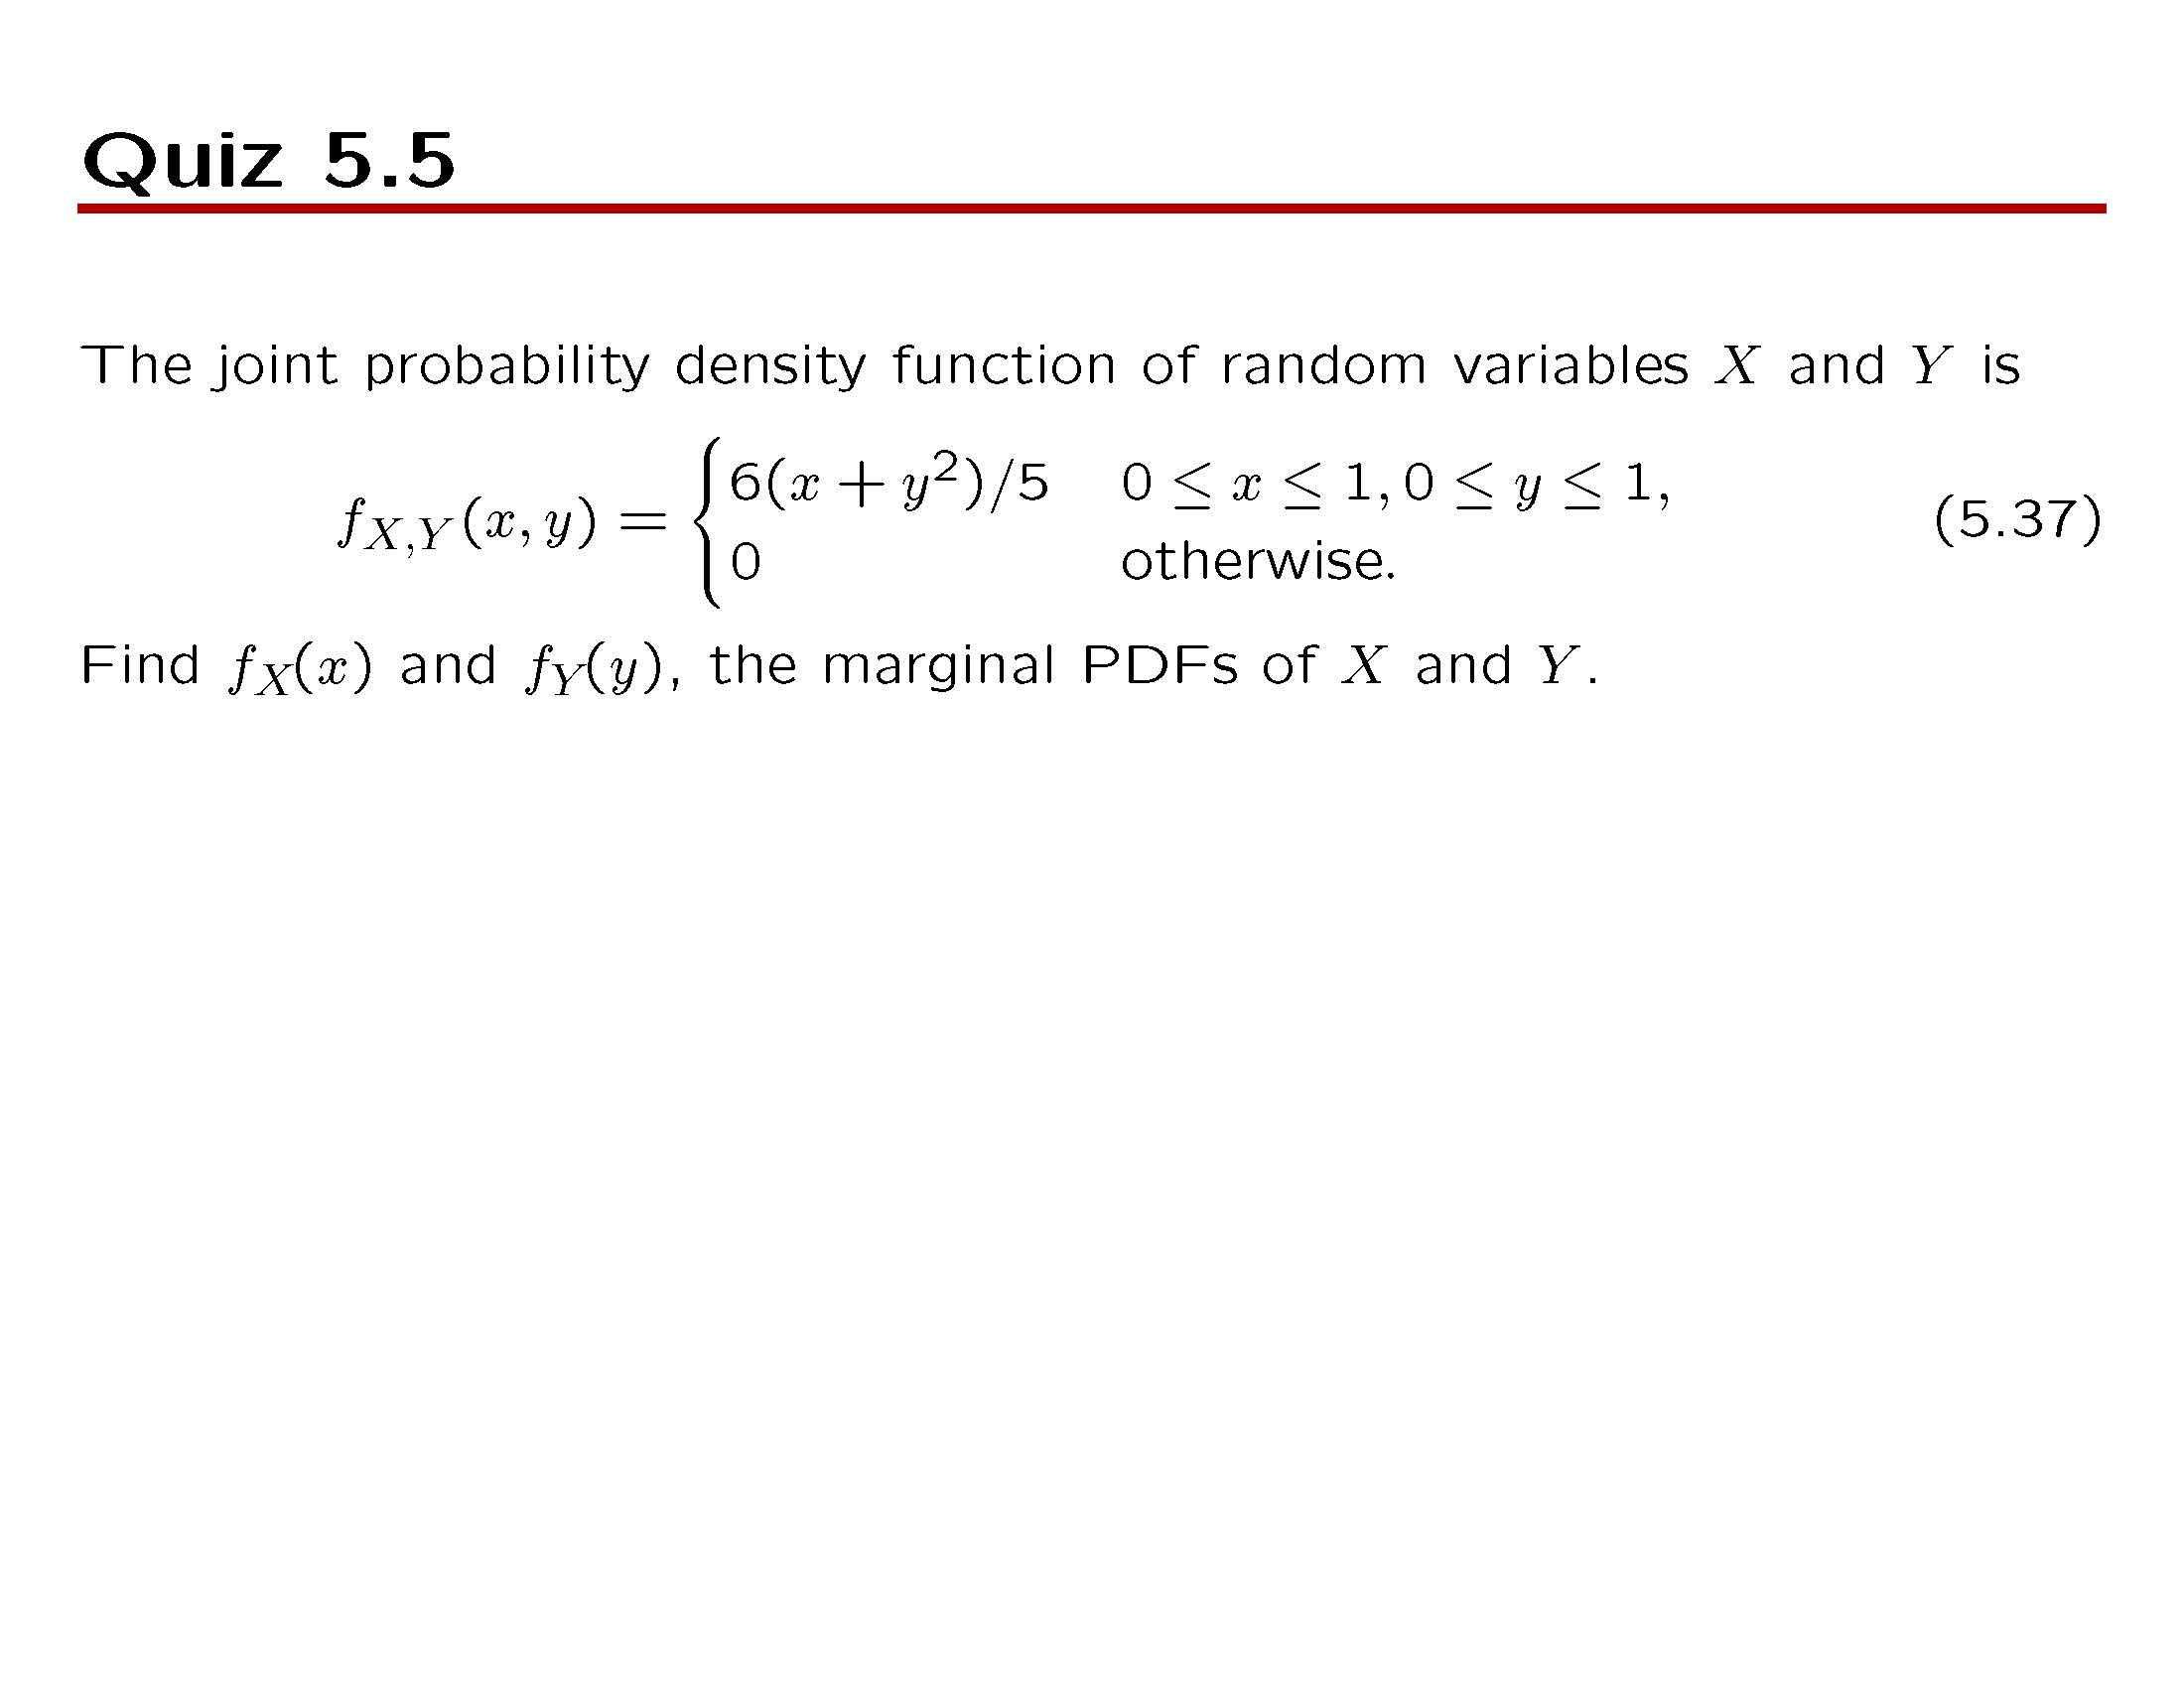 Quiz 5.5
The joint probability density function of random variables X and Y is
f_{X,Y}(x, y) = { 6(x + y²)/5   0 ≤ x ≤ 1, 0 ≤ y ≤ 1,
0   otherwise.
(5.37)
Find f_X(x) and f_Y(y), the marginal PDFs of X and Y.